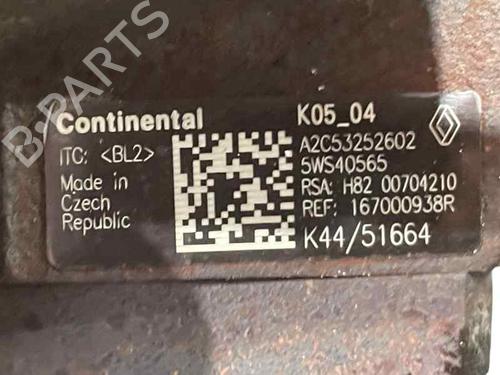 B-PARTS
Continental
K05_04
ITC: <BL2>
A2C53252602
5WS40565
Made in
Czech
Republic
RSA: H82 00704210
REF: 167000938R
K44/51664